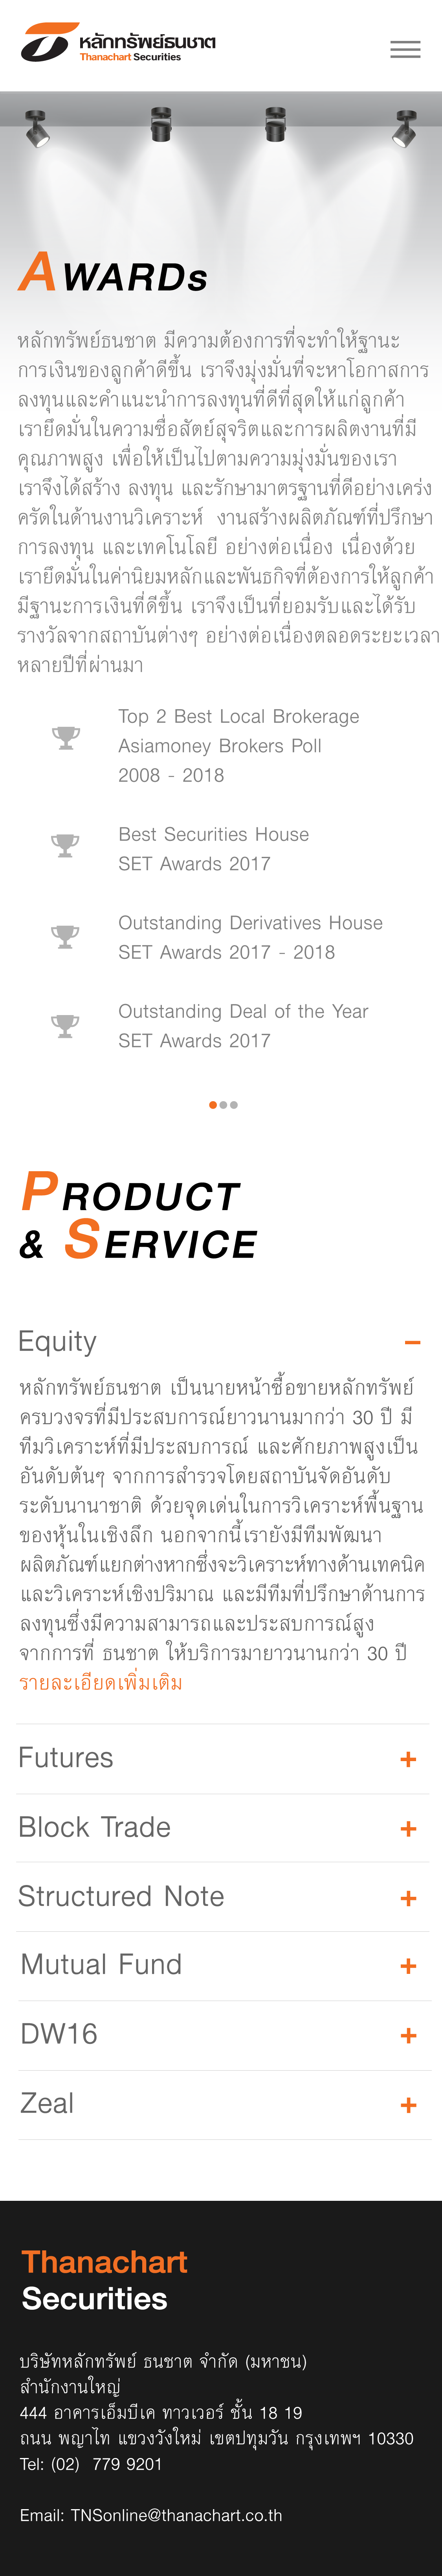 หลักทรัพย์ธนชาต
Thanachart Securities
AWARDs
หลักทรัพย์ธนชาต มีความต้องการที่จะทำให้ฐานะ
การเงินของลูกค้าดีขึ้น เราจึงมุ่งมั่นที่จะหาโอกาสการ
ลงทุนและคำแนะนำการลงทุนที่ดีที่สุดให้แก่ลูกค้า
เรายึดมั่นในความซื่อสัตย์สุจริตและการผลิตงานที่มี
คุณภาพสูง เพื่อให้เป็นไปตามความมุ่งมั่นของเรา
เราจึงได้สร้าง ลงทุน และรักษามาตรฐานที่ดีอย่างเคร่ง
ครัดในด้านงานวิเคราะห์ งานสร้างผลิตภัณฑ์ที่ปรึกษา
การลงทุน และเทคโนโลยี อย่างต่อเนื่อง เนื่องด้วย
เรายึดมั่นในค่านิยมหลักและพันธกิจที่ต้องการให้ลูกค้า
มีฐานะการเงินที่ดีขึ้น เราจึงเป็นที่ยอมรับและได้รับ
รางวัลจากสถาบันต่างๆ อย่างต่อเนื่องตลอดระยะเวลา
หลายปีที่ผ่านมา
Top 2 Best Local Brokerage
Asiamoney Brokers Poll
2008 - 2018
Best Securities House
SET Awards 2017
Outstanding Derivatives House
SET Awards 2017 - 2018
Outstanding Deal of the Year
SET Awards 2017
PRODUCT
& SERVICE
Equity −
หลักทรัพย์ธนชาต เป็นนายหน้าซื้อขายหลักทรัพย์
ครบวงจรที่มีประสบการณ์ยาวนานมากว่า 30 ปี มี
ทีมวิเคราะห์ที่มีประสบการณ์ และศักยภาพสูงเป็น
อันดับต้นๆ จากการสำรวจโดยสถาบันจัดอันดับ
ระดับนานาชาติ ด้วยจุดเด่นในการวิเคราะห์พื้นฐาน
ของหุ้นในเชิงลึก นอกจากนี้เรายังมีทีมพัฒนา
ผลิตภัณฑ์แยกต่างหากซึ่งจะวิเคราะห์ทางด้านเทคนิค
และวิเคราะห์เชิงปริมาณ และมีทีมที่ปรึกษาด้านการ
ลงทุนซึ่งมีความสามารถและประสบการณ์สูง
จากการที่ ธนชาต ให้บริการมายาวนานกว่า 30 ปี
รายละเอียดเพิ่มเติม
Futures +
Block Trade +
Structured Note +
Mutual Fund +
DW16 +
Zeal +
Thanachart
Securities
บริษัทหลักทรัพย์ ธนชาต จำกัด (มหาชน)
สำนักงานใหญ่
444 อาคารเอ็มบีเค ทาวเวอร์ ชั้น 18 19
ถนน พญาไท แขวงวังใหม่ เขตปทุมวัน กรุงเทพฯ 10330
Tel: (02) 779 9201
Email: TNSonline@thanachart.co.th